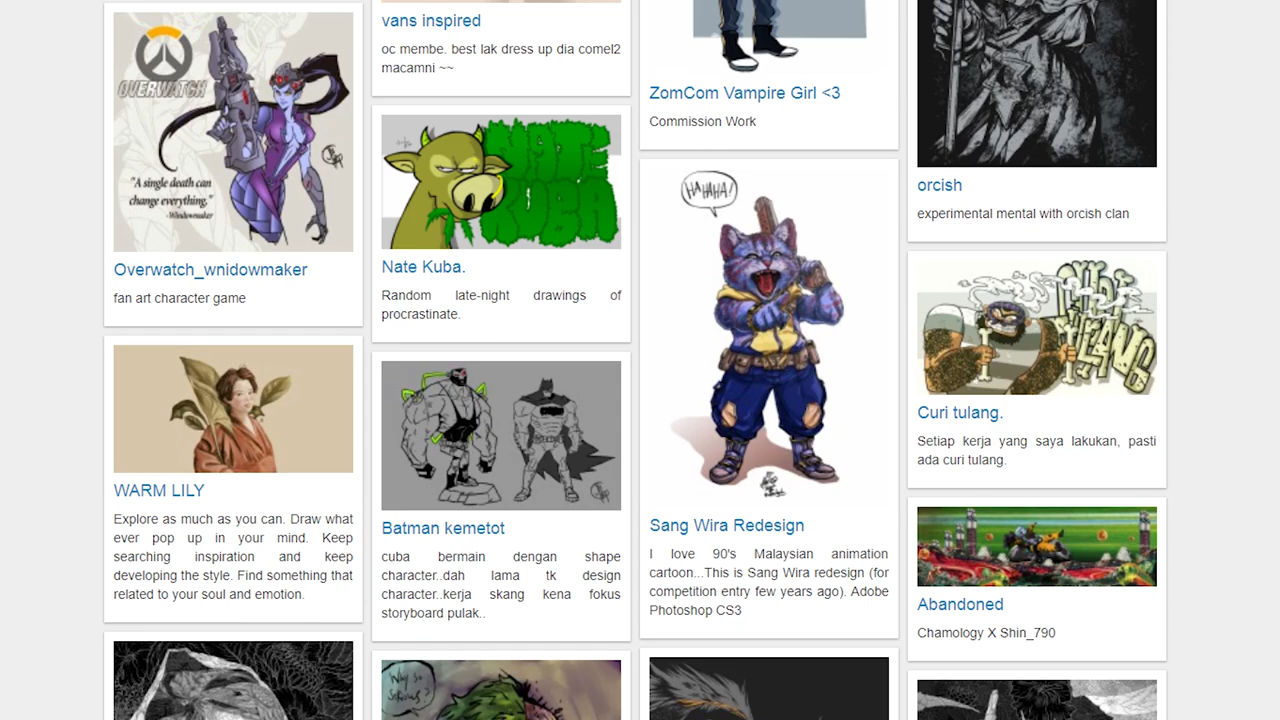 OVERWATCH
"A single death can
change everything."
-Widowmaker
Overwatch_wnidowmaker
fan art character game
WARM LILY
Explore as much as you can. Draw what
ever pop up in your mind. Keep
searching inspiration and keep
developing the style. Find something that
related to your soul and emotion.
vans inspired
oc membe. best lak dress up dia comel2
macamni ~~
NATE
KUBA
Nate Kuba.
Random late-night drawings of
procrastinate.
Batman kemetot
cuba bermain dengan shape
character..dah lama tk design
character..kerja skang kena fokus
storyboard pulak..
Why so
serious?
ZomCom Vampire Girl <3
Commission Work
HAHAHA!
Sang Wira Redesign
I love 90's Malaysian animation
cartoon...This is Sang Wira redesign (for
competition entry few years ago). Adobe
Photoshop CS3
orcish
experimental mental with orcish clan
Curi tulang.
Setiap kerja yang saya lakukan, pasti
ada curi tulang.
Abandoned
Chamology X Shin_790